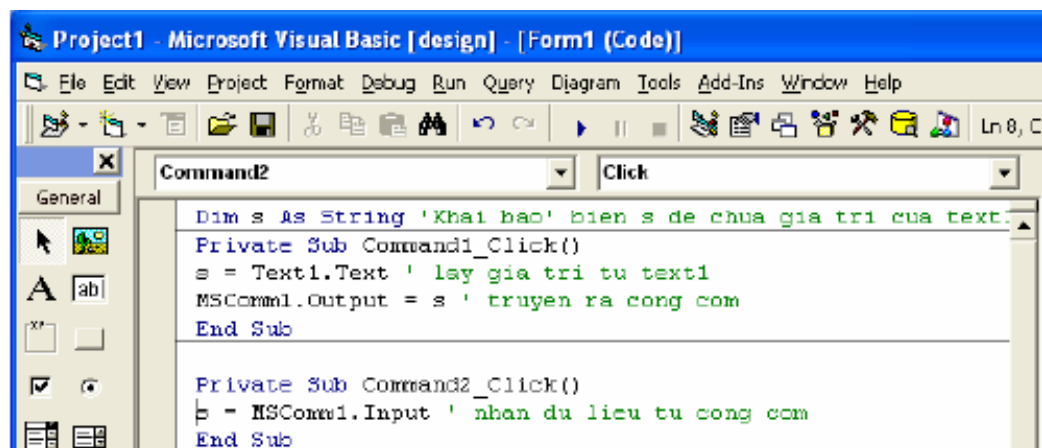 Project1 - Microsoft Visual Basic [design] - [Form1 (Code)]
File Edit View Project Format Debug Run Query Diagram Tools Add-Ins Window Help
Ln 8, C
Command2 Click
General
Dim s As String 'Khai bao' bien s de chua gia tri cua text1
Private Sub Command1_Click()
s = Text1.Text ' lay gia tri tu text1
MSComm1.Output = s ' truyen ra cong com
End Sub
Private Sub Command2_Click()
s = MSComm1.Input ' nhan du lieu tu cong com
End Sub
A ab
xy